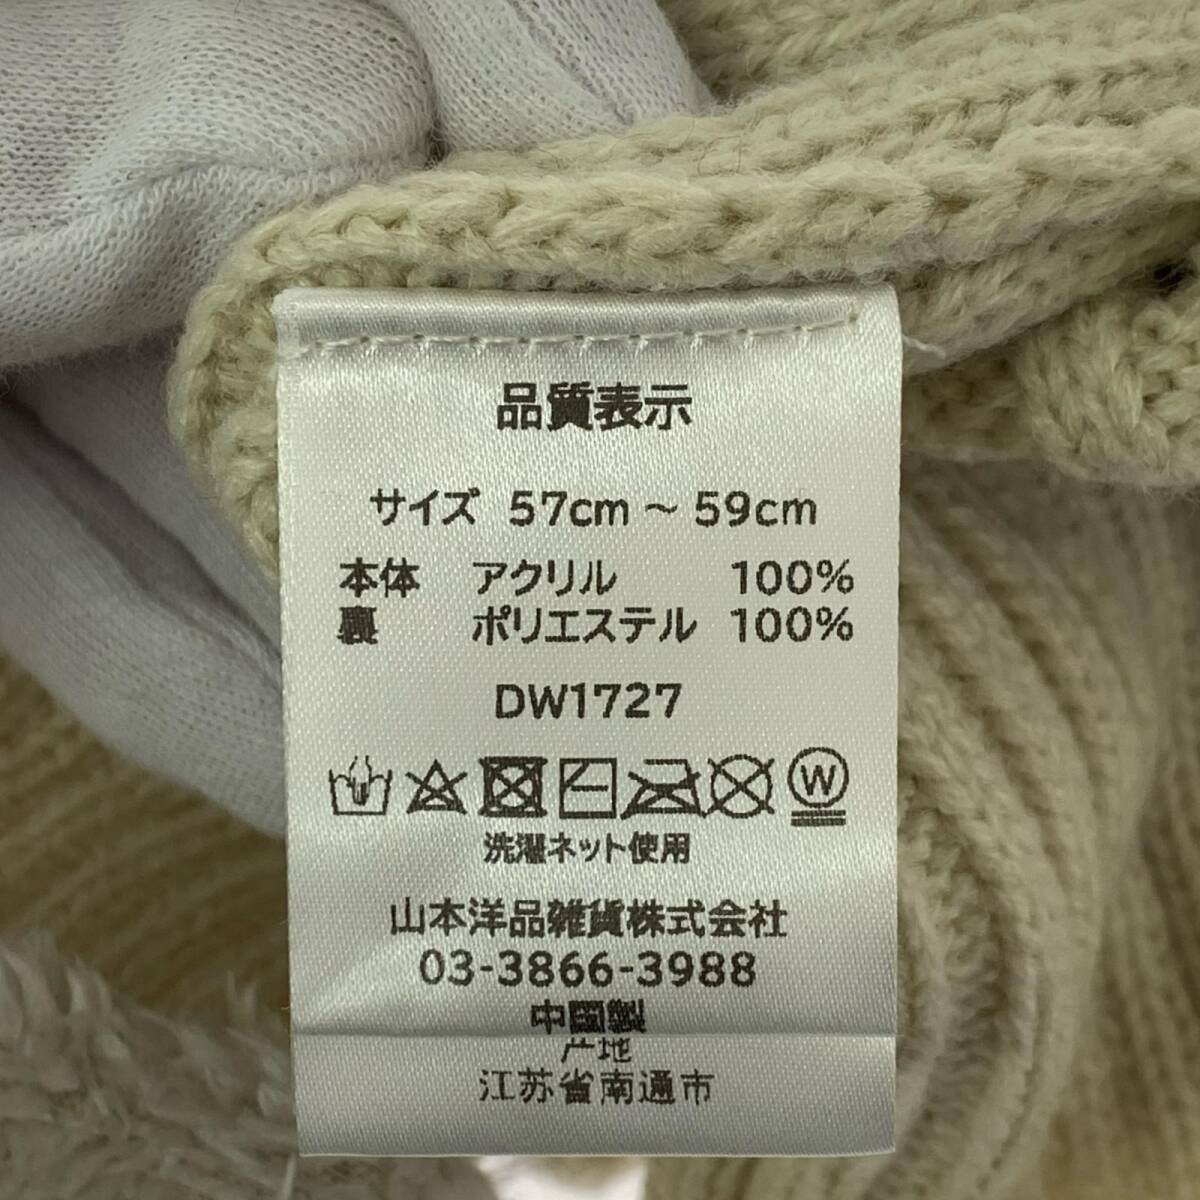 品質表示
サイズ 57cm ~ 59cm
本体 アクリル 100%
裏 ポリエステル 100%
DW1727
W
洗濯ネット使用
山本洋品雑貨株式会社
03-3866-3988
中国製
产地
江苏省南通市